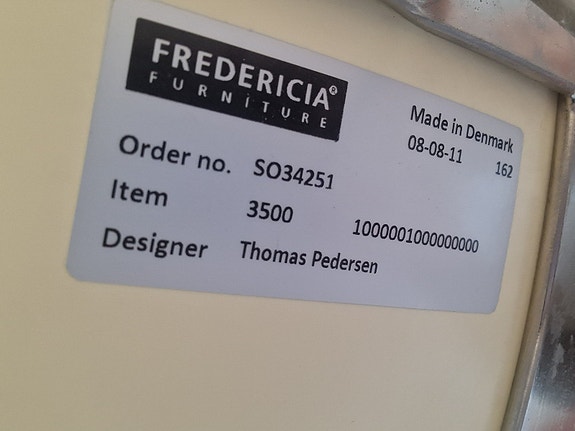 FREDERICIA®
FURNITURE
Made in Denmark
08-08-11 162
Order no. SO34251
Item 3500 1000001000000000
Designer Thomas Pedersen